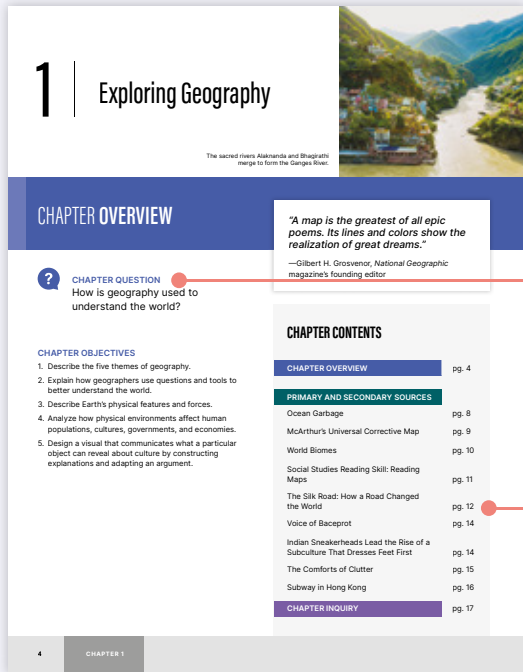 1
Exploring Geography
The sacred rivers Alaknanda and Bhagirathi
merge to form the Ganges River.
CHAPTER OVERVIEW
“A map is the greatest of all epic
poems. Its lines and colors show the
realization of great dreams.”
—Gilbert H. Grosvenor, National Geographic
magazine’s founding editor
?
CHAPTER QUESTION
How is geography used to
understand the world?
CHAPTER OBJECTIVES
1. Describe the five themes of geography.
2. Explain how geographers use questions and tools to
better understand the world.
3. Describe Earth’s physical features and forces.
4. Analyze how physical environments affect human
populations, cultures, governments, and economies.
5. Design a visual that communicates what a particular
object can reveal about culture by constructing
explanations and adapting an argument.
CHAPTER CONTENTS
CHAPTER OVERVIEW pg. 4
PRIMARY AND SECONDARY SOURCES
Ocean Garbage pg. 8
McArthur’s Universal Corrective Map pg. 9
World Biomes pg. 10
Social Studies Reading Skill: Reading
Maps pg. 11
The Silk Road: How a Road Changed
the World pg. 12
Voice of Baceprot pg. 14
Indian Sneakerheads Lead the Rise of a
Subculture That Dresses Feet First pg. 14
The Comforts of Clutter pg. 15
Subway in Hong Kong pg. 16
CHAPTER INQUIRY pg. 17
4 CHAPTER 1